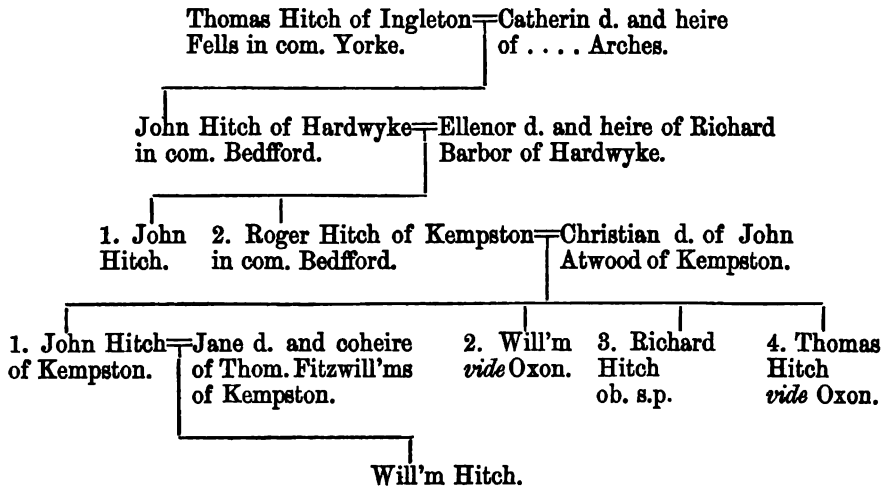 Thomas Hitch of Ingleton=Catherin d. and heire
Fells in com. Yorke. of . . . . Arches.
John Hitch of Hardwyke=Ellenor d. and heire of Richard
in com. Bedfford. Barbor of Hardwyke.
1. John 2. Roger Hitch of Kempston=Christian d. of John
Hitch. in com. Bedfford. Atwood of Kempston.
1. John Hitch=Jane d. and coheire 2. Will'm 3. Richard 4. Thomas
of Kempston. of Thom. Fitzwill'ms vide Oxon. Hitch Hitch
of Kempston. ob. s.p. vide Oxon.
Will'm Hitch.